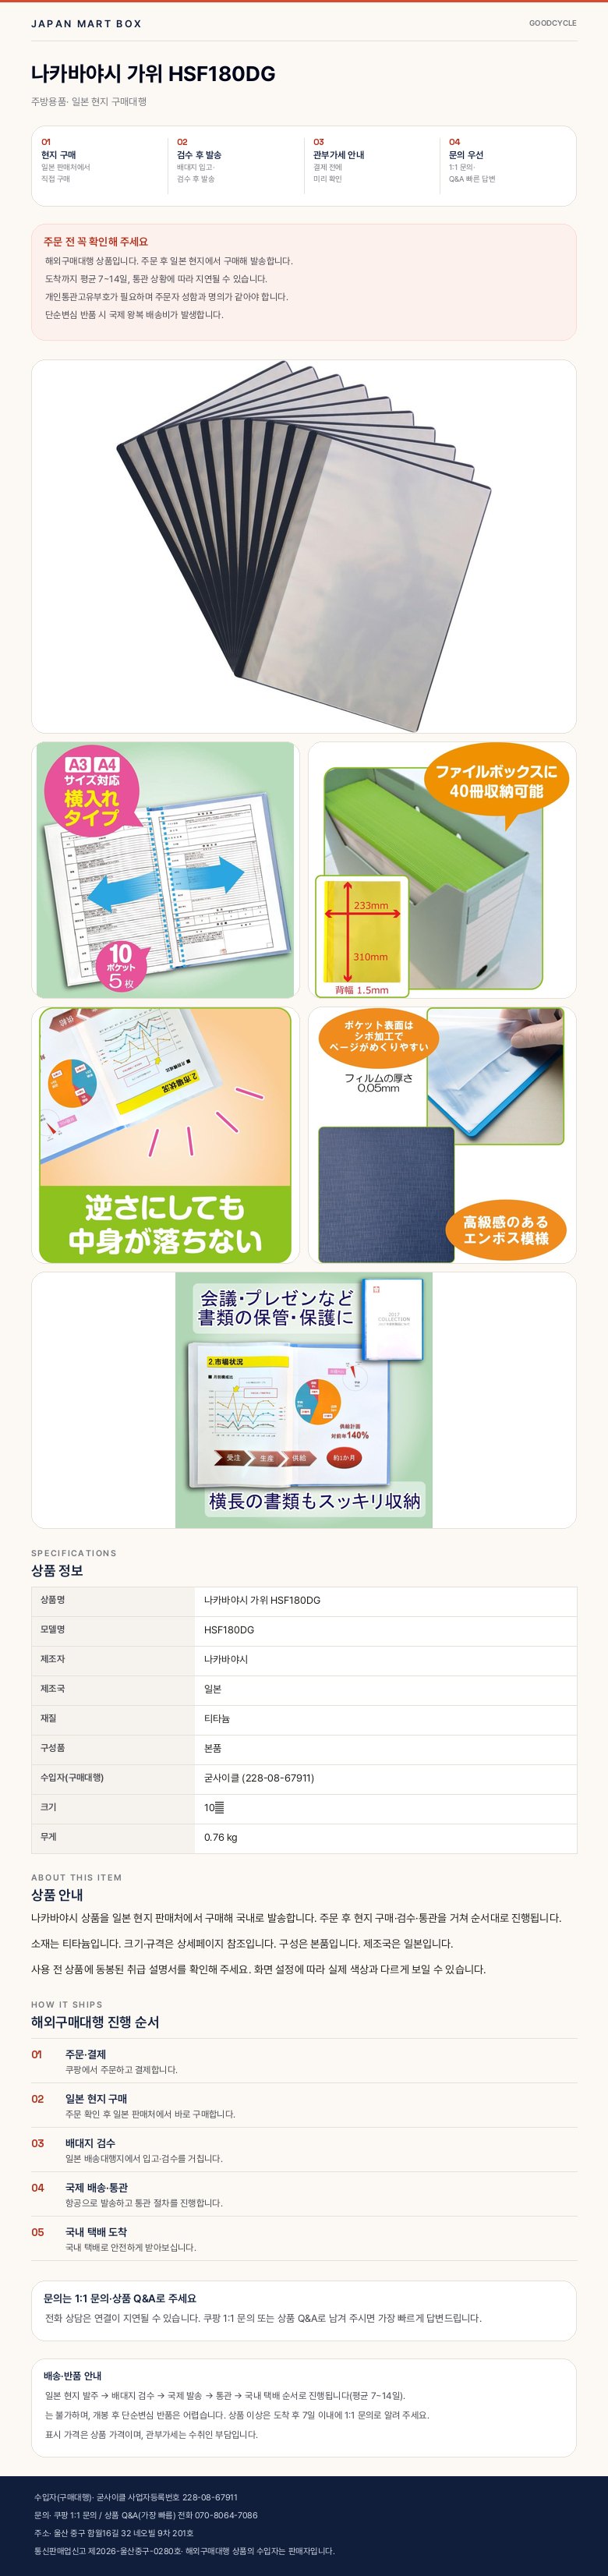 JAPAN MART BOX
GOODCYCLE
나카바야시 가위 HSF180DG
주방용품· 일본 현지 구매대행
01
현지 구매
일본 판매처에서
직접 구매
02
검수 후 발송
배대지 입고·
검수 후 발송
03
관부가세 안내
결제 전에
미리 확인
04
문의 우선
1:1 문의·
Q&A 빠른 답변
주문 전 꼭 확인해 주세요
해외구매대행 상품입니다. 주문 후 일본 현지에서 구매해 발송합니다.
도착까지 평균 7~14일, 통관 상황에 따라 지연될 수 있습니다.
개인통관고유부호가 필요하며 주문자 성함과 명의가 같아야 합니다.
단순변심 반품 시 국제 왕복 배송비가 발생합니다.
A3 A4
サイズ対応
横入れ
タイプ
10
ポケット
5枚
ファイルボックスに
40冊収納可能
233mm
310mm
背幅 1.5mm
2.市場状況
逆さにしても
中身が落ちない
ポケット表面は
シボ加工で
ページがめくりやすい
フィルムの厚さ
0.05mm
高級感のある
エンボス模様
会議・プレゼンなど
書類の保管・保護に
2017
COLLECTION
2.市場状況
供給計画
対前年140%
受注
生産
供給
約1か月
横長の書類もスッキリ収納
SPECIFICATIONS
상품 정보
상품명 나카바야시 가위 HSF180DG
모델명 HSF180DG
제조자 나카바야시
제조국 일본
재질 티타늄
구성품 본품
수입자(구매대행) 굳사이클 (228-08-67911)
크기 10
무게 0.76 kg
ABOUT THIS ITEM
상품 안내
나카바야시 상품을 일본 현지 판매처에서 구매해 국내로 발송합니다. 주문 후 현지 구매·검수·통관을 거쳐 순서대로 진행됩니다.
소재는 티타늄입니다. 크기·규격은 상세페이지 참조입니다. 구성은 본품입니다. 제조국은 일본입니다.
사용 전 상품에 동봉된 취급 설명서를 확인해 주세요. 화면 설정에 따라 실제 색상과 다르게 보일 수 있습니다.
HOW IT SHIPS
해외구매대행 진행 순서
01 주문·결제
쿠팡에서 주문하고 결제합니다.
02 일본 현지 구매
주문 확인 후 일본 판매처에서 바로 구매합니다.
03 배대지 검수
일본 배송대행지에서 입고·검수를 거칩니다.
04 국제 배송·통관
항공으로 발송하고 통관 절차를 진행합니다.
05 국내 택배 도착
국내 택배로 안전하게 받아보십니다.
문의는 1:1 문의·상품 Q&A로 주세요
전화 상담은 연결이 지연될 수 있습니다. 쿠팡 1:1 문의 또는 상품 Q&A로 남겨 주시면 가장 빠르게 답변드립니다.
배송·반품 안내
일본 현지 발주 → 배대지 검수 → 국제 발송 → 통관 → 국내 택배 순서로 진행됩니다(평균 7~14일).
는 불가하며, 개봉 후 단순변심 반품은 어렵습니다. 상품 이상은 도착 후 7일 이내에 1:1 문의로 알려 주세요.
표시 가격은 상품 가격이며, 관부가세는 수취인 부담입니다.
수입자(구매대행)· 굳사이클 사업자등록번호 228-08-67911
문의· 쿠팡 1:1 문의 / 상품 Q&A(가장 빠름) 전화 070-8064-7086
주소· 울산 중구 함월16길 32 네오빌 9차 201호
통신판매업신고 제2026-울산중구-0280호· 해외구매대행 상품의 수입자는 판매자입니다.